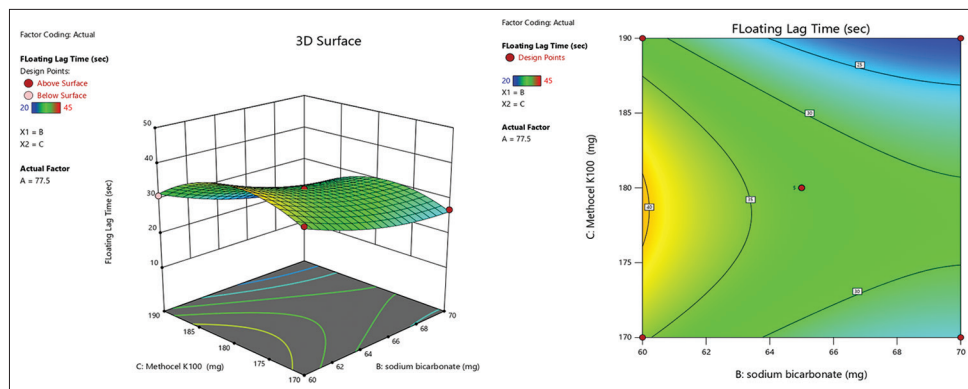 Factor Coding: Actual
3D Surface
FLoating Lag Time (sec)
Design Points:
Above Surface
Below Surface
20 45
X1 = B
X2 = C
Actual Factor
A = 77.5
FLoating Lag Time (sec)
50
40
30
20
10
190
185
180
175
170
C: Methocel K100 (mg)
60
62
64
66
68
70
B: sodium bicarbonate (mg)
Factor Coding: Actual
FLoating Lag Time (sec)
Design Points
20 45
X1 = B
X2 = C
Actual Factor
A = 77.5
FLoating Lag Time (sec)
C: Methocel K100 (mg)
190
185
180
175
170
25
30
35
40
5
30
60 62 64 66 68 70
B: sodium bicarbonate (mg)